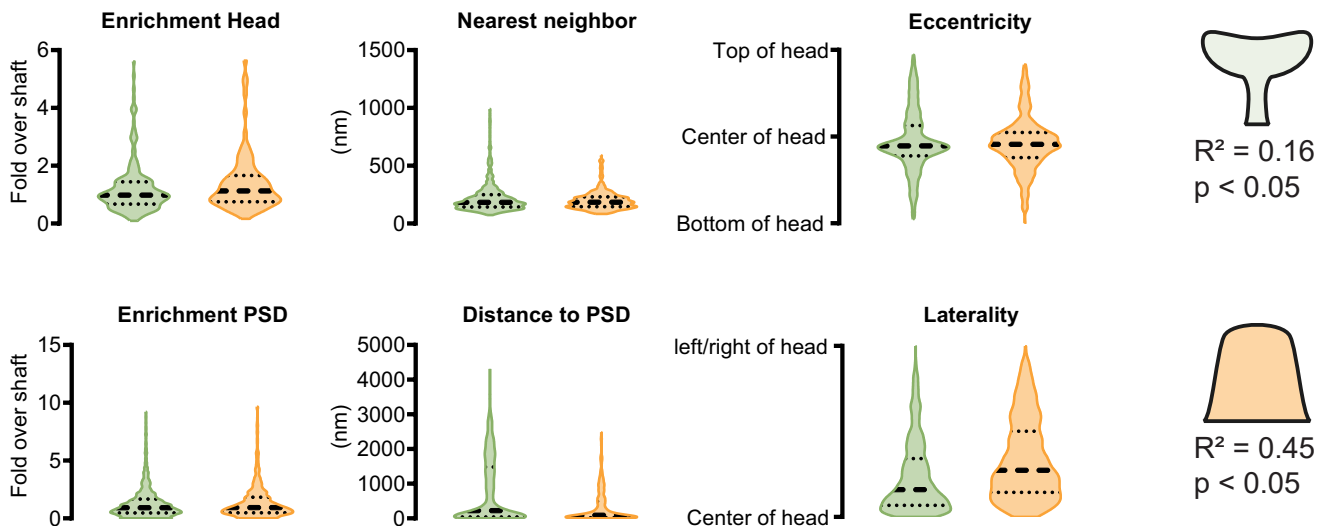 Enrichment Head
Fold over shaft
6
4
2
0
Nearest neighbor
(nm)
1500
1000
500
0
Eccentricity
Top of head
Center of head
Bottom of head
R² = 0.16
p < 0.05
Enrichment PSD
Fold over shaft
15
10
5
0
Distance to PSD
(nm)
5000
4000
3000
2000
1000
0
Laterality
left/right of head
Center of head
R² = 0.45
p < 0.05